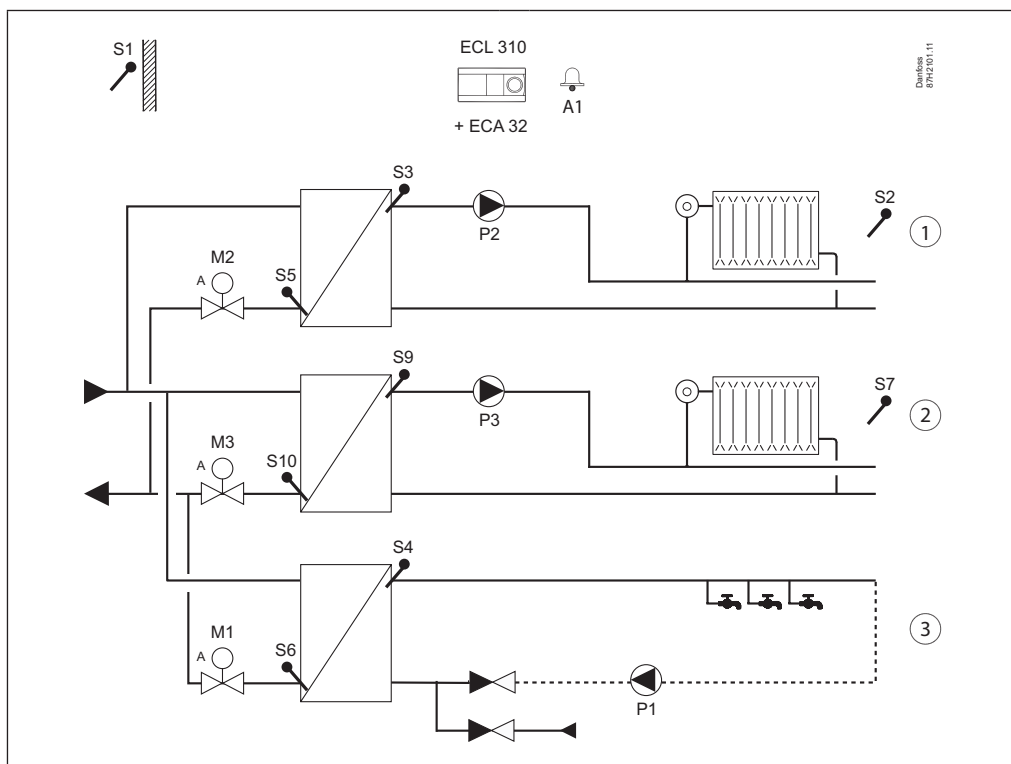 S1
ECL 310
+ ECA 32
A1
Danfoss
87H2101.11
S3
P2
S2
1
M2
A
S5
S9
P3
S7
2
M3
A
S10
S4
3
M1
A
S6
P1